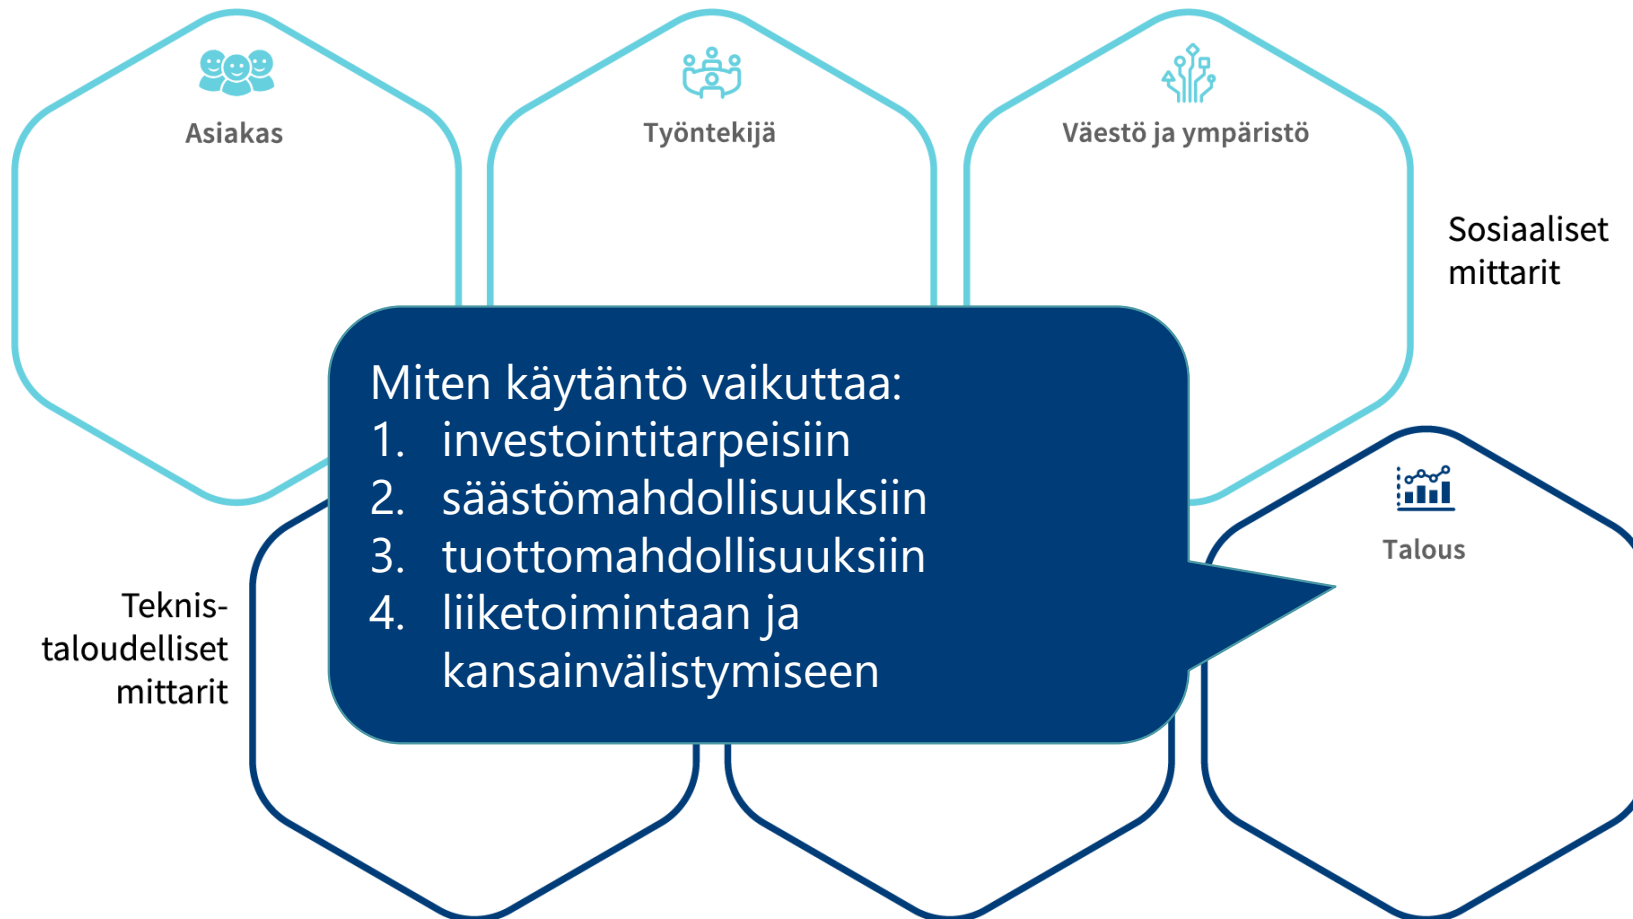 Asiakas
Työntekijä
Väestö ja ympäristö
Sosiaaliset
mittarit
Miten käytäntö vaikuttaa:
1. investointitarpeisiin
2. säästömahdollisuuksiin
3. tuottomahdollisuuksiin
4. liiketoimintaan ja
kansainvälistymiseen
Talous
Teknis-
taloudelliset
mittarit